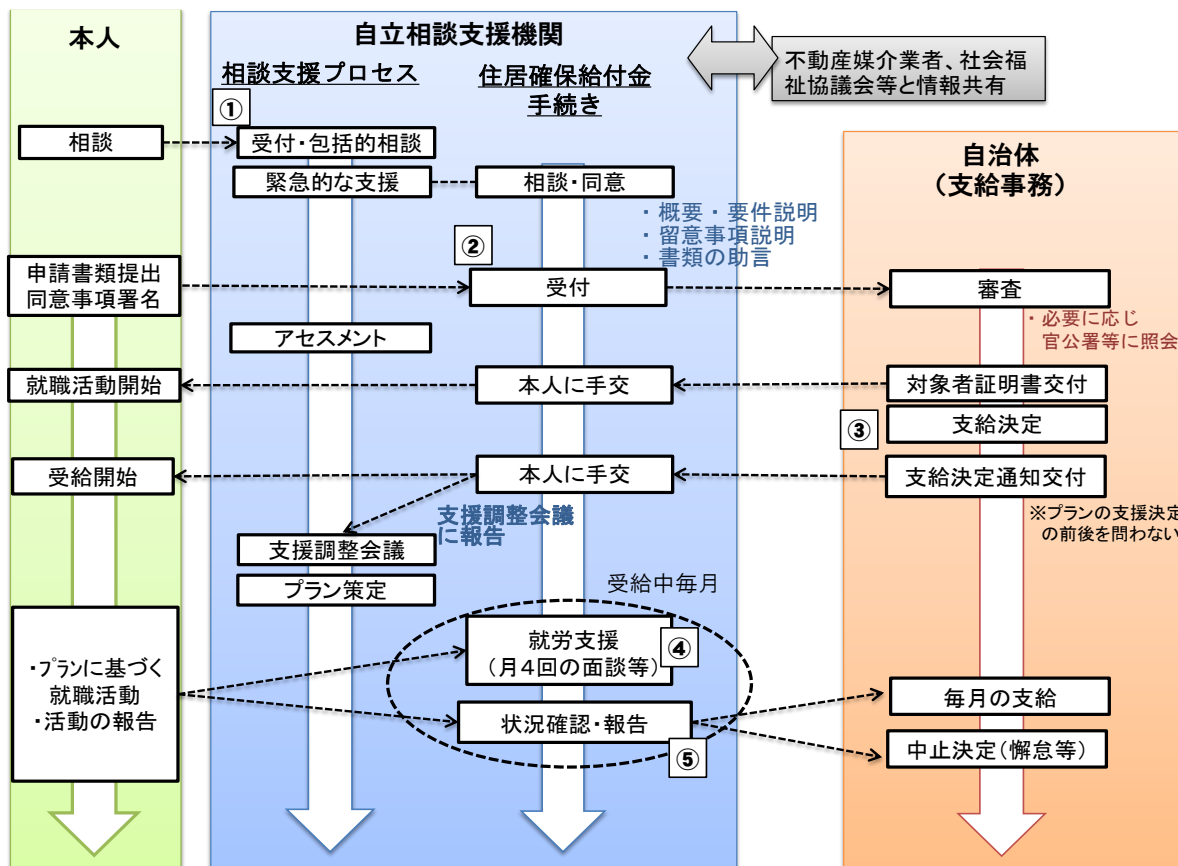 本人
自立相談支援機関
相談支援プロセス
住居確保給付金
手続き
不動産媒介業者、社会福
祉協議会等と情報共有
自治体
（支給事務）
①
相談
受付・包括的相談
緊急的な支援
相談・同意
・概要・要件説明
・留意事項説明
・書類の助言
②
申請書類提出
同意事項署名
受付
審査
・必要に応じ
官公署等に照会
アセスメント
就職活動開始
本人に手交
対象者証明書交付
③
支給決定
受給開始
本人に手交
支給決定通知交付
※プランの支援決定
の前後を問わない
支援調整会議
に報告
支援調整会議
プラン策定
受給中毎月
・プランに基づく
就職活動
・活動の報告
就労支援
（月４回の面談等）
④
状況確認・報告
⑤
毎月の支給
中止決定（懈怠等）